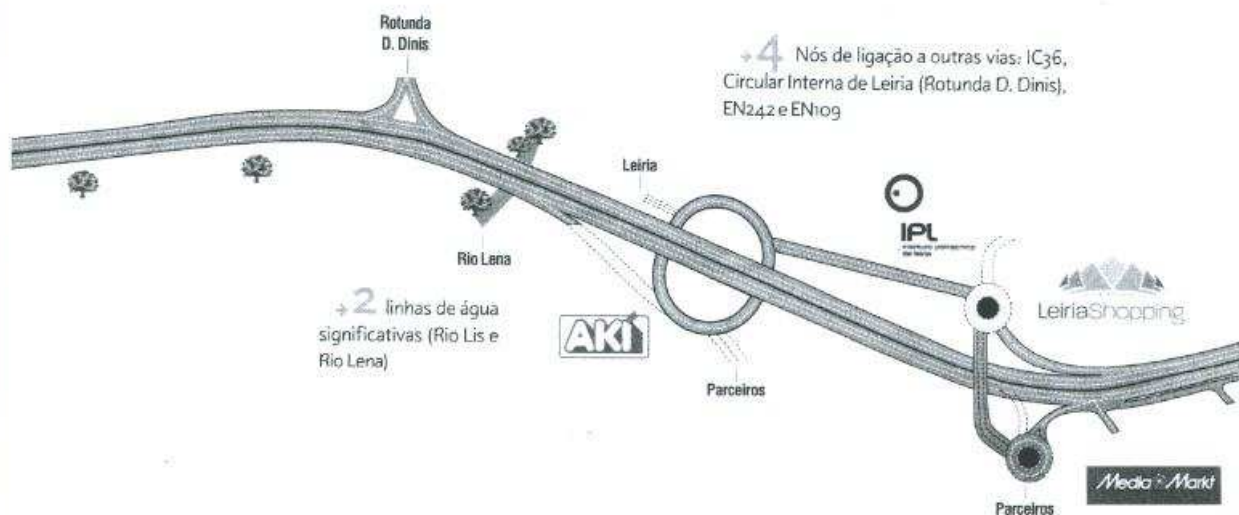 Rotunda
D. Dinis
→4 Nós de ligação a outras vias: IC36,
Circular Interna de Leiria (Rotunda D. Dinis),
EN242 e EN109
Leiria
IPL
Rio Lena
LeiriaShopping
→2 linhas de água
significativas (Rio Lis e
Rio Lena)
AKI
Parceiros
Media Markt
Parceiros